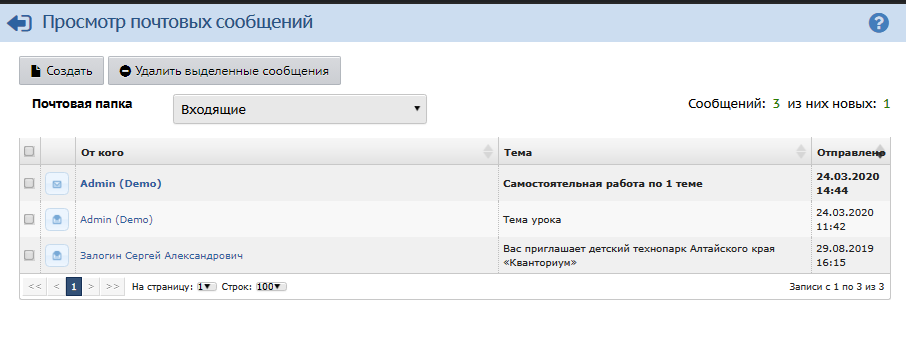 Просмотр почтовых сообщений
?
Создать
Удалить выделенные сообщения
Почтовая папка
Входящие
Сообщений: 3 из них новых: 1
От кого Тема Отправлено
Admin (Demo) Самостоятельная работа по 1 теме 24.03.2020
14:44
Admin (Demo) Тема урока 24.03.2020
11:42
Залогин Сергей Александрович Вас приглашает детский технопарк Алтайского края 29.08.2019
«Кванториум» 16:15
<< < 1 > >> На страницу: 1 Строк: 100 Записи с 1 по 3 из 3